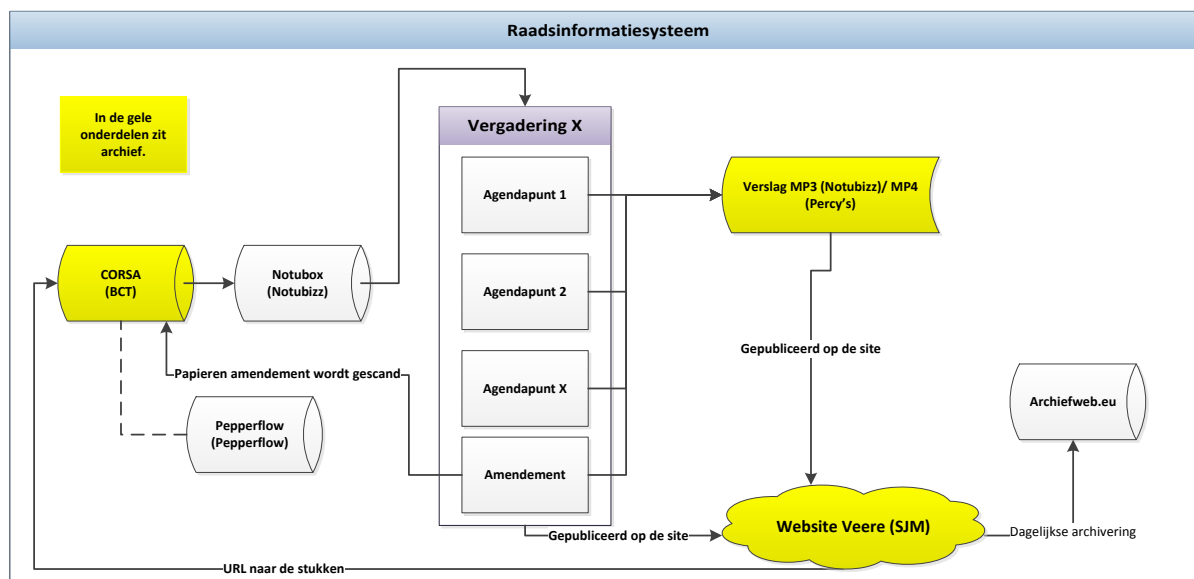 Raadsinformatiesysteem
In de gele
onderdelen zit
archief.
Vergadering X
Agendapunt 1
Agendapunt 2
Agendapunt X
Amendement
Verslag MP3 (Notubizz)/ MP4
(Percy's)
CORSA
(BCT)
Notubox
(Notubizz)
Papieren amendement wordt gescand
Pepperflow
(Pepperflow)
Gepubliceerd op de site
Archiefweb.eu
Website Veere (SJM)
Gepubliceerd op de site
Dagelijkse archivering
URL naar de stukken